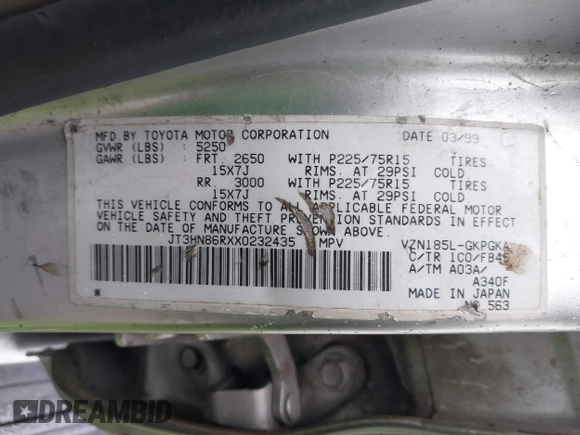 MFD.BY TOYOTA MOTOR CORPORATION DATE 03/99
GVWR (LBS) : 5250
GAWR (LBS) : FRT. 2650 WITH P225/75R15 TIRES
15X7J RIMS. AT 29PSI COLD
RR. 3000 WITH P225/75R15 TIRES
15X7J RIMS. AT 29PSI COLD
THIS VEHICLE CONFORMS TO ALL APPLICABLE FEDERAL MOTOR
VEHICLE SAFETY AND THEFT PREVENTION STANDARDS IN EFFECT
ON THE DATE OF MANUFACTURE SHOWN ABOVE.
JT3HN86RXX0232435 MPV VZN185L-GKPGKA
C/TR 1C0/FB45
A/TM A03A/
A340F
MADE IN JAPAN
NO 563
DREAMBID